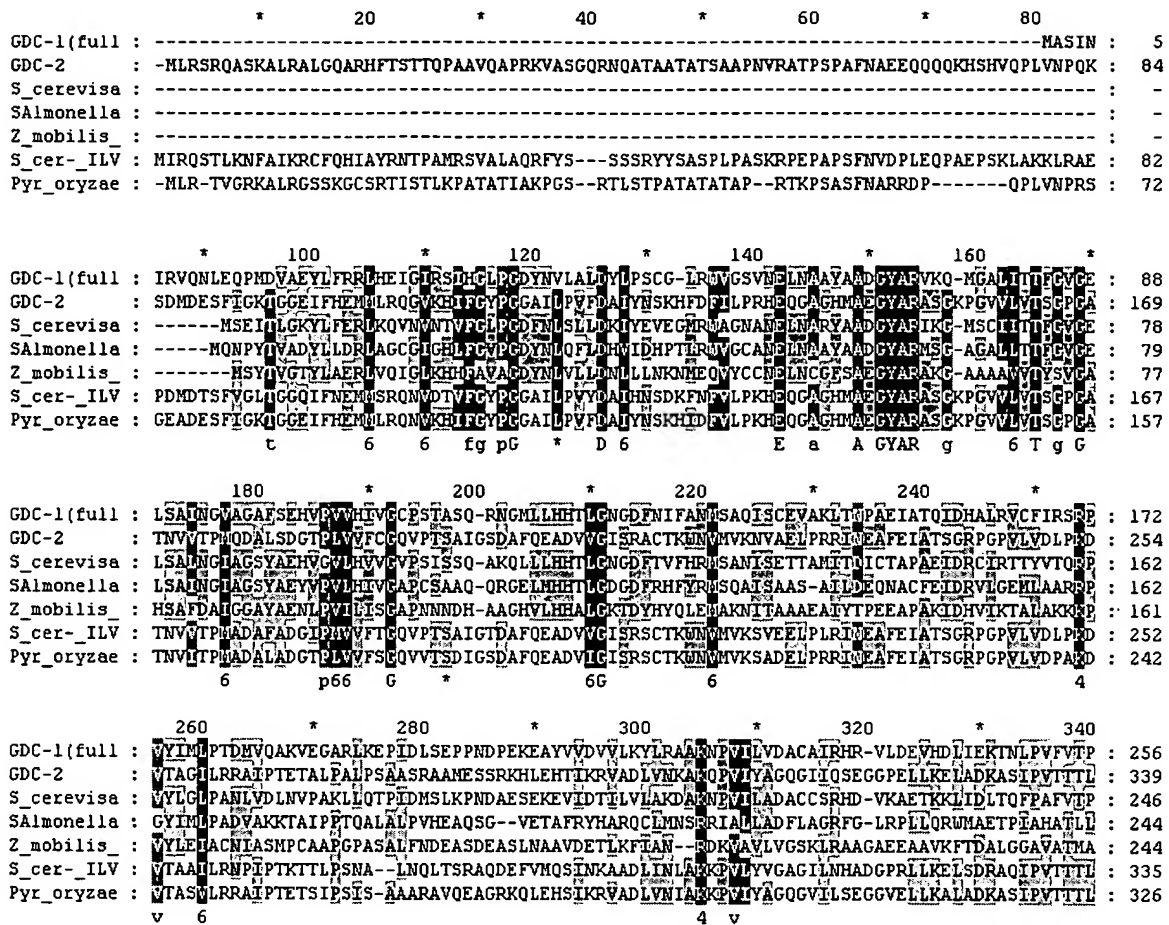 * 20 * 40 * 60 * 80
GDC-1(full : ---------------------------------------------------------------------------------MASIN : 5
GDC-2 : -MLRSRQASKALRALGQARHFTSTTQPAAVQAPRKVASGQRNQATAATATSAAPNVRATPSPAFNAEEQQQQKHSHVQPLVNPQK : 84
S_cerevisa : -------------------------------------------------------------------------------------- : -
SAlmonella : -------------------------------------------------------------------------------------- : -
Z_mobilis_ : -------------------------------------------------------------------------------------- : -
S_cer-_ILV : MIRQSTLKNFAIKRCFQHIAYRNTPAMRSVALAQRFYS---SSSRYYSASPLPASKRPEPAPSFNVDPLEQPAEPSKLAKKLRAE : 82
Pyr_oryzae : --MLR-TVGRKALRGSSKGCSRTISTLKPATATIAKPGS--RTLSTPATATATAP--RTKPSASFNARRDP-------QPLVNPRS : 72
* 100 * 120 * 140 * 160 *
GDC-1(full : IRVQNLEQPMDVAEYLFRRLHEIGIRSIHGLPGDYNVLALDYLPSCG-LRWVGSVNELNAAYAADGYARVKQ-MGALITTFGVGE : 88
GDC-2 : SDMDESFIGKTGGEIFHEMMLRQGVKHIFGYPGGAILPVFDAIYNSKHFDFILPRHEQGAGHMAEGYARASGKPGVVLVTSGPGA : 169
S_cerevisa : ------MSEITLGKYLFERLKQVNVNTVFGLPGDFNLSLLDKIYEVEGMRWAGNANELNARYAADGYARIKG-MSCIITTFGVGE : 78
SAlmonella : -----MQNPYTVADYLLDRLAGCGIGHLFGVPGDYNLQFLDHVIDHPTLRWVGCANELNAAYAADGYARMSG-AGALLTTFGVGE : 79
Z_mobilis_ : -------MSYTVGTYLAERLVQIGLKHHFAVAGDYNLVLLDNLLLNKNMEQVYCCNELNCGFSAEGYARAKG-AAAAVVTYSVGA : 77
S_cer-_ILV : PDMDTSFVGLTGGQIFNEMMSRQNVDTVFGYPGGAILPVYDAIHNSDKFNFVLPKHEQGAGHMAEGYARASGKPGVVLVTSGPGA : 167
Pyr_oryzae : GEADESFIGKTGGEIFHEMMLRQNVKHIFGYPGGAILPVFDAIYNSKHIDFVLPKHEQGAGHMAEGYARASGKPGVVLVTSGPGA : 157
t 6 6 fg pG * D 6 E a A GYAR g 6 T g G
180 * 200 * 220 * 240 *
GDC-1(full : LSAINGVAGAFSEHVPVVHIVGCPSTASQ-RNGMLLHHTLGNGDFNIFANMSAQISCEVAKLTNPAEIATQIDHALRVCFIRSRP : 172
GDC-2 : TNVVTPMQDALSDGTPLVVFCGQVPTSAIGSDAFQEADVVGISRACTKWNVMVKNVAELPRRINEAFEIATSGRPGPVLVDLPKD : 254
S_cerevisa : LSALNGIAGSYAEHVGVLHVVGVPSISSQ-AKQLLLHHTLGNGDFTVFHRMSANISETTAMITDICTAPAEIDRCIRTTYVTQRP : 162
SAlmonella : LSAINGIAGSYAEYVPVLHIVGAPCSAAQ-QRGELHHTLGDGDFRHFYRMSQAISAAS-AILDEQNACFEIDRVLGEMLAARRP : 162
Z_mobilis_ : HSAFDAIGGAYAENLPVILISGAPNNNDH-AAGHVLHHALGKTDYHYQLEMAKNITAAAEAIYTPEEAPAKIDHVIKTALAKKKP : 161
S_cer-_ILV : TNVVTPMADAFADGIPMVVFTGQVPTSAIGTDAFQEADVVGISRSCTKWNVMVKSVEELPLRINEAFEIATSGRPGPVLVDLPKD : 252
Pyr_oryzae : TNVITPMADALADGTPLVVFSGQVVTSDIGSDAFQEADVIGISRSCTKWNVMVKSADELPRRINEAFEIATSGRPGPVLVDPAKD : 242
6 p66 G * 6G 6 4
260 * 280 * 300 * 320 * 340
GDC-1(full : VYIMLPTDMVQAKVEGARLKEPIDLSEPPNDPEKEAYVVDVVLKYLRAAKNPVILVDACAIRHR-VLDEVHDLIEKTNLPVFVTP : 256
GDC-2 : VTAGILRRAIPTETALPALPSAASRAAMESSRKHLEHTIKRVADLVNKAKQPVIYAGQGIIQSEGGPELLKELADKASIPVTTTL : 339
S_cerevisa : VYLGLPANLVDLNVPAKLLQTPIDMSLKPNDAESEKEVIDTILVLAKDAKNPVILADACCSRHD-VKAETKKLIDLTQFPAFVTP : 246
SAlmonella : GYIMLPADVAKKTAIPPTQALALPVHEAQSG--VETAFRYHARQCLMNSRRIALLADFLAGRFG-LRPLLQRWMAETPIAHATLL : 244
Z_mobilis_ : VYLEIACNIASMPCAAPGPASALFNDEASDEASLNAAVDETLKFIAN--RDKVAVLVGSKLRAAGAEEAAVKFTDALGGAVATMA : 244
S_cer-_ILV : VTAAILRNPIPTKTTLPSNA--LNQLTSRAQDEFVMQSINKAADLINLAKKPVLYVGAGILNHADGPRLLKELSDRAQIPVTTTL : 335
Pyr_oryzae : VTASVLRRAIPTETSIPSIS-AAARAVQEAGRKQLEHSIKRVADLVNIAKKPVIYAGQGVILSEGGVELLKALADKASIPVTTTL : 326
v 6 4 v